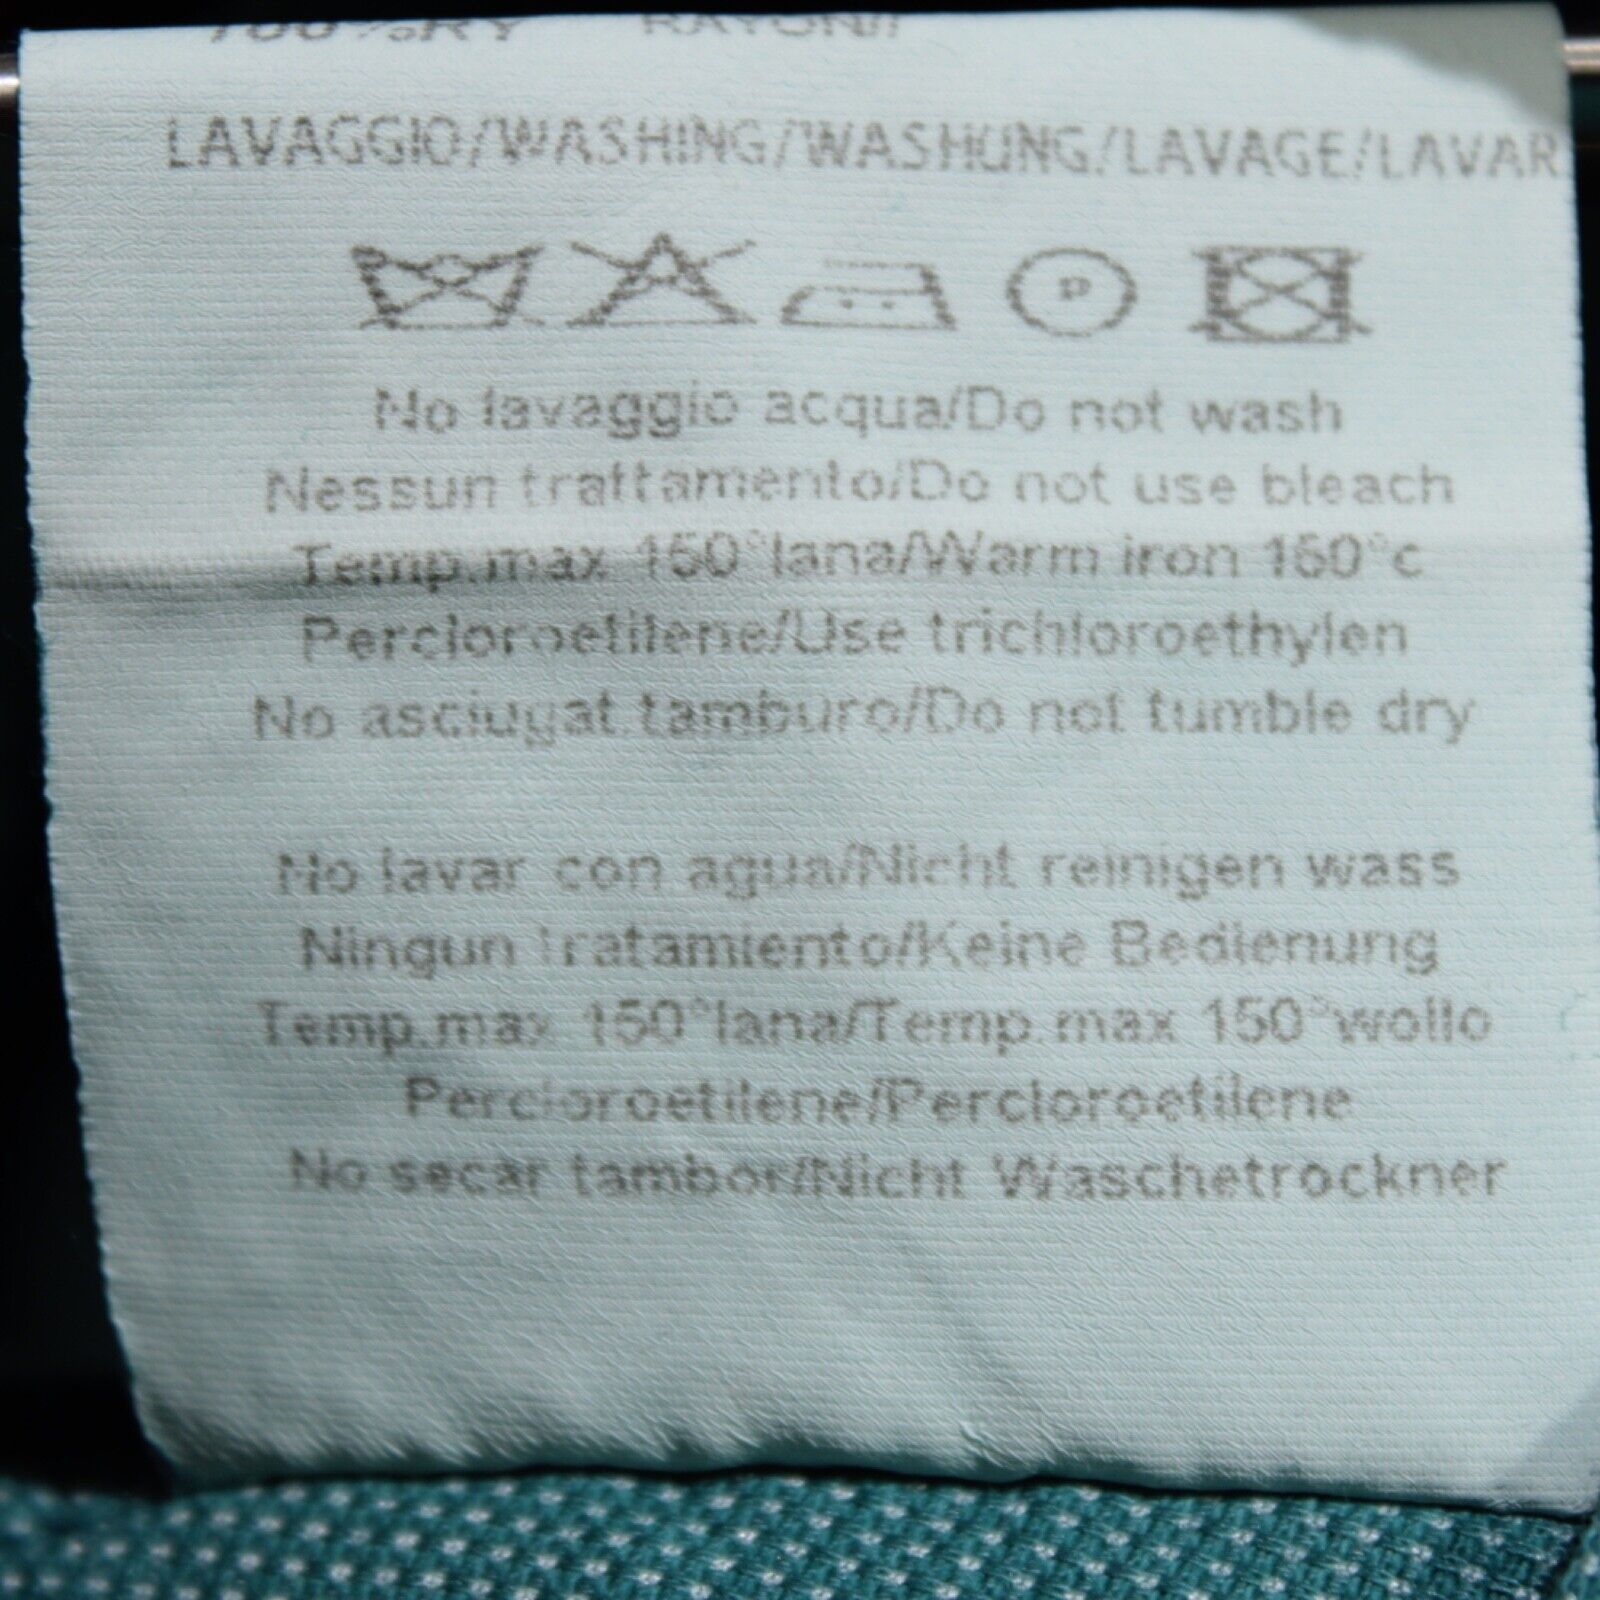 100%RY RAYON
LAVAGGIO/WASHING/WASHUNG/LAVAGE/LAVAR
P
No lavaggio acqua/Do not wash
Nessun trattamento/Do not use bleach
Temp.max 150°lana/Warm iron 150°c
Percloroetilene/Use trichloroethylen
No asciugat.tamburo/Do not tumble dry
No lavar con agua/Nicht reinigen wass
Ningun tratamiento/Keine Bedienung
Temp.max 150°lana/Temp.max 150°wollo
Percloroetilene/Percloroetilene
No secar tambor/Nicht Waschetrockner